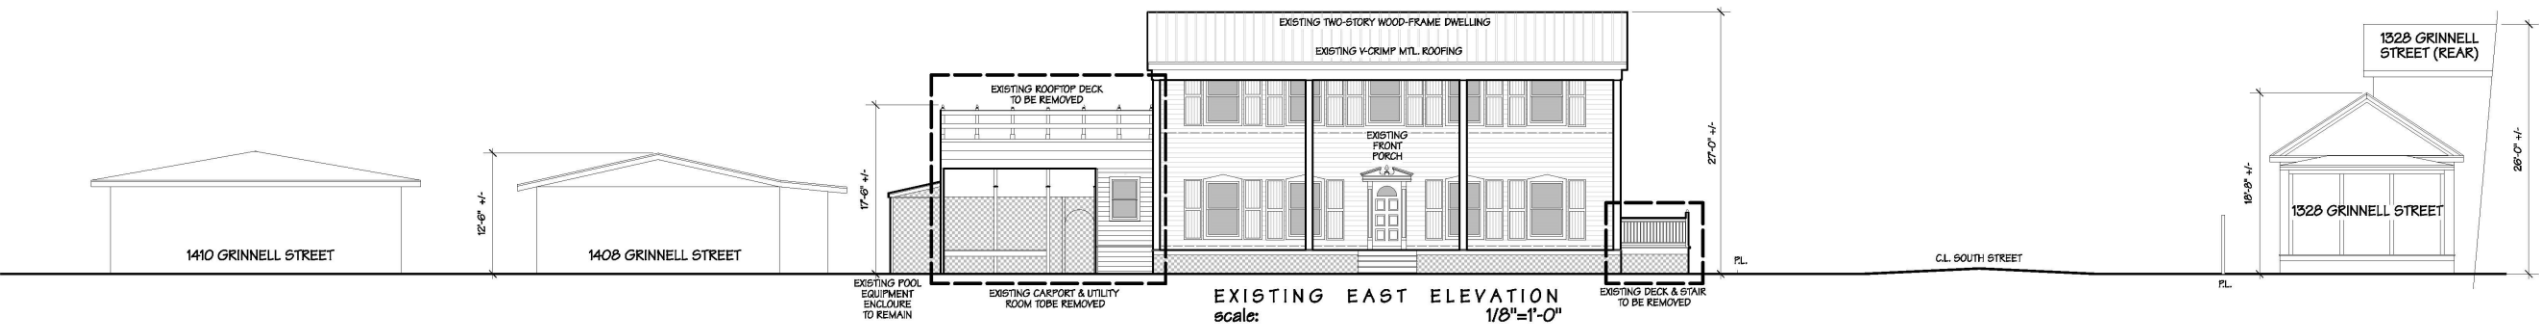 EXISTING TWO-STORY WOOD-FRAME DWELLING
EXISTING V-CRIMP MTL. ROOFING
1328 GRINNELL
STREET (REAR)
EXISTING ROOFTOP DECK
TO BE REMOVED
EXISTING
FRONT
PORCH
12'-6" +/-
17'-6" +/-
27'-0" +/-
18'-8" +/-
26'-0" +/-
1410 GRINNELL STREET
1408 GRINNELL STREET
1328 GRINNELL STREET
P.L.
C.L. SOUTH STREET
P.L.
EXISTING POOL
EQUIPMENT
ENCLOURE
TO REMAIN
EXISTING CARPORT & UTILITY
ROOM TOBE REMOVED
EXISTING DECK & STAIR
TO BE REMOVED
EXISTING EAST ELEVATION
scale: 1/8"=1'-0"